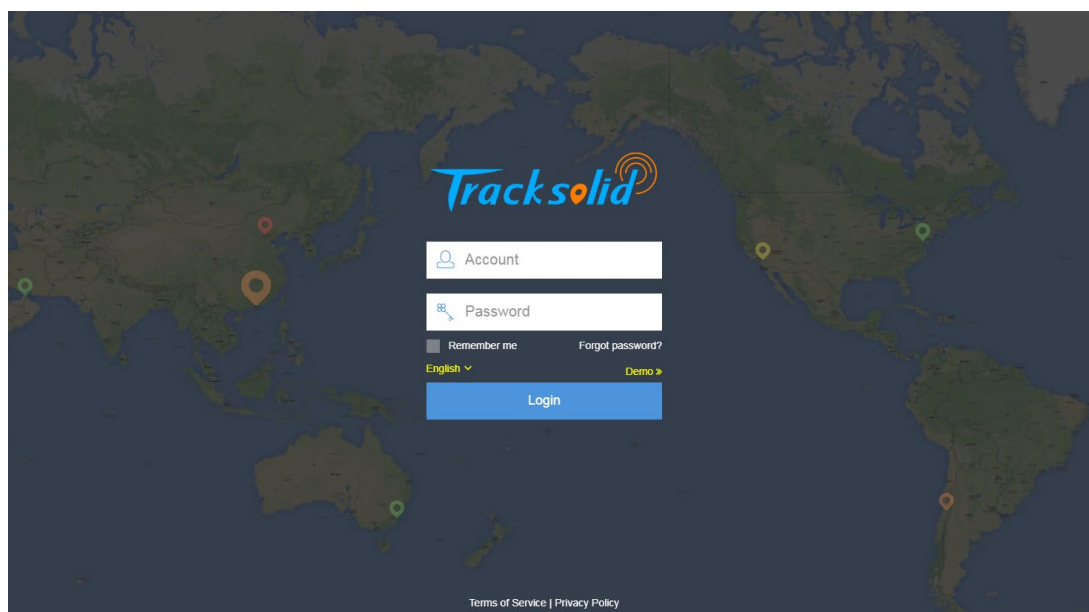 Tracksolid
Account
Password
Remember me Forgot password?
English Demo »
Login
Terms of Service | Privacy Policy